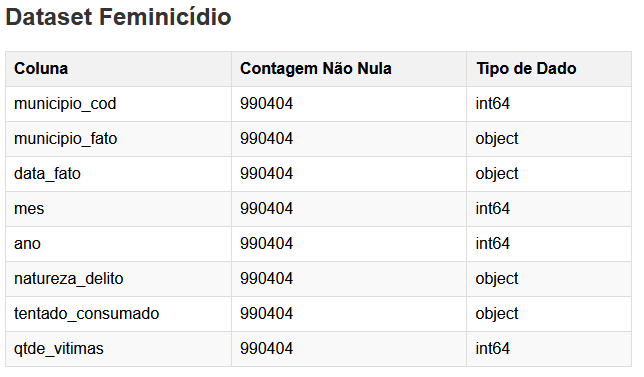 Dataset Feminicídio
Coluna Contagem Não Nula Tipo de Dado
municipio_cod 990404 int64
municipio_fato 990404 object
data_fato 990404 object
mes 990404 int64
ano 990404 int64
natureza_delito 990404 object
tentado_consumado 990404 object
qtde_vitimas 990404 int64